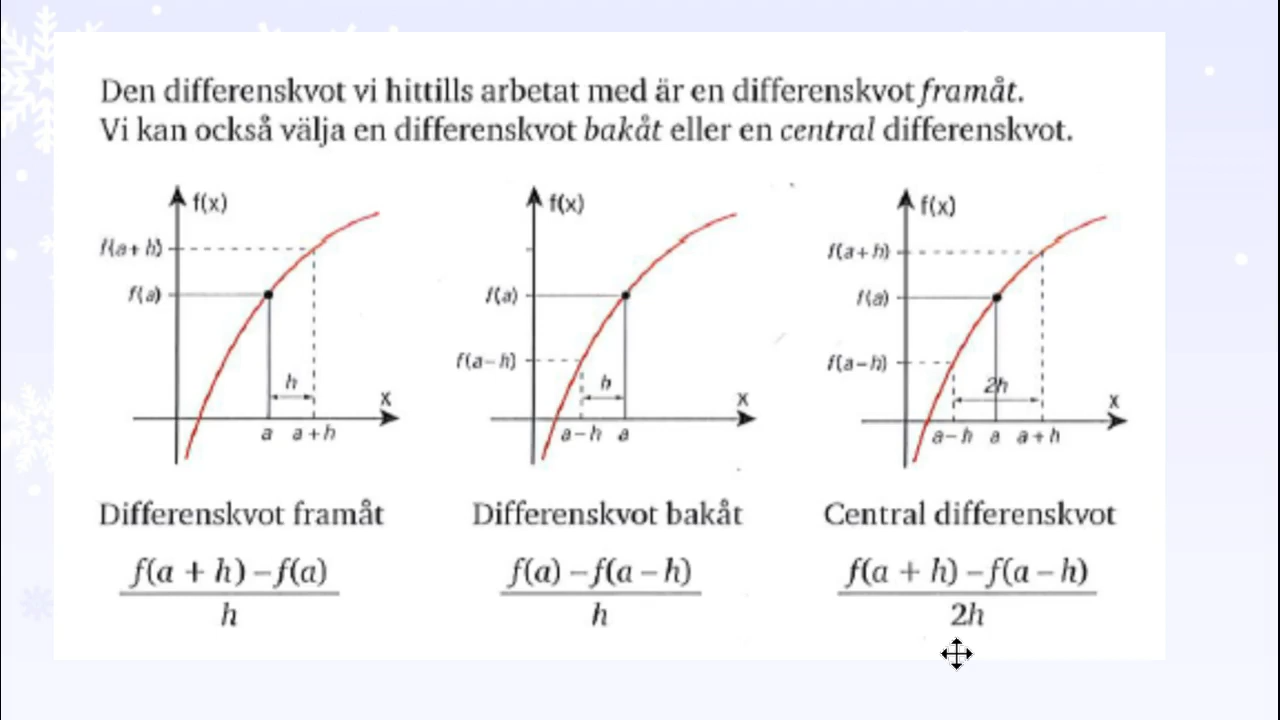 Den differenskvot vi hittills arbetat med är en differenskvot framåt.
Vi kan också välja en differenskvot bakåt eller en central differenskvot.
f(x)
f(a+h)
f(a)
h
x
a a+h
f(x)
f(a)
f(a−h)
h
x
a−h a
f(x)
f(a+h)
f(a)
f(a−h)
2h
x
a−h a a+h
Differenskvot framåt
f(a + h) − f(a)
h
Differenskvot bakåt
f(a) − f(a − h)
h
Central differenskvot
f(a + h) − f(a − h)
2h